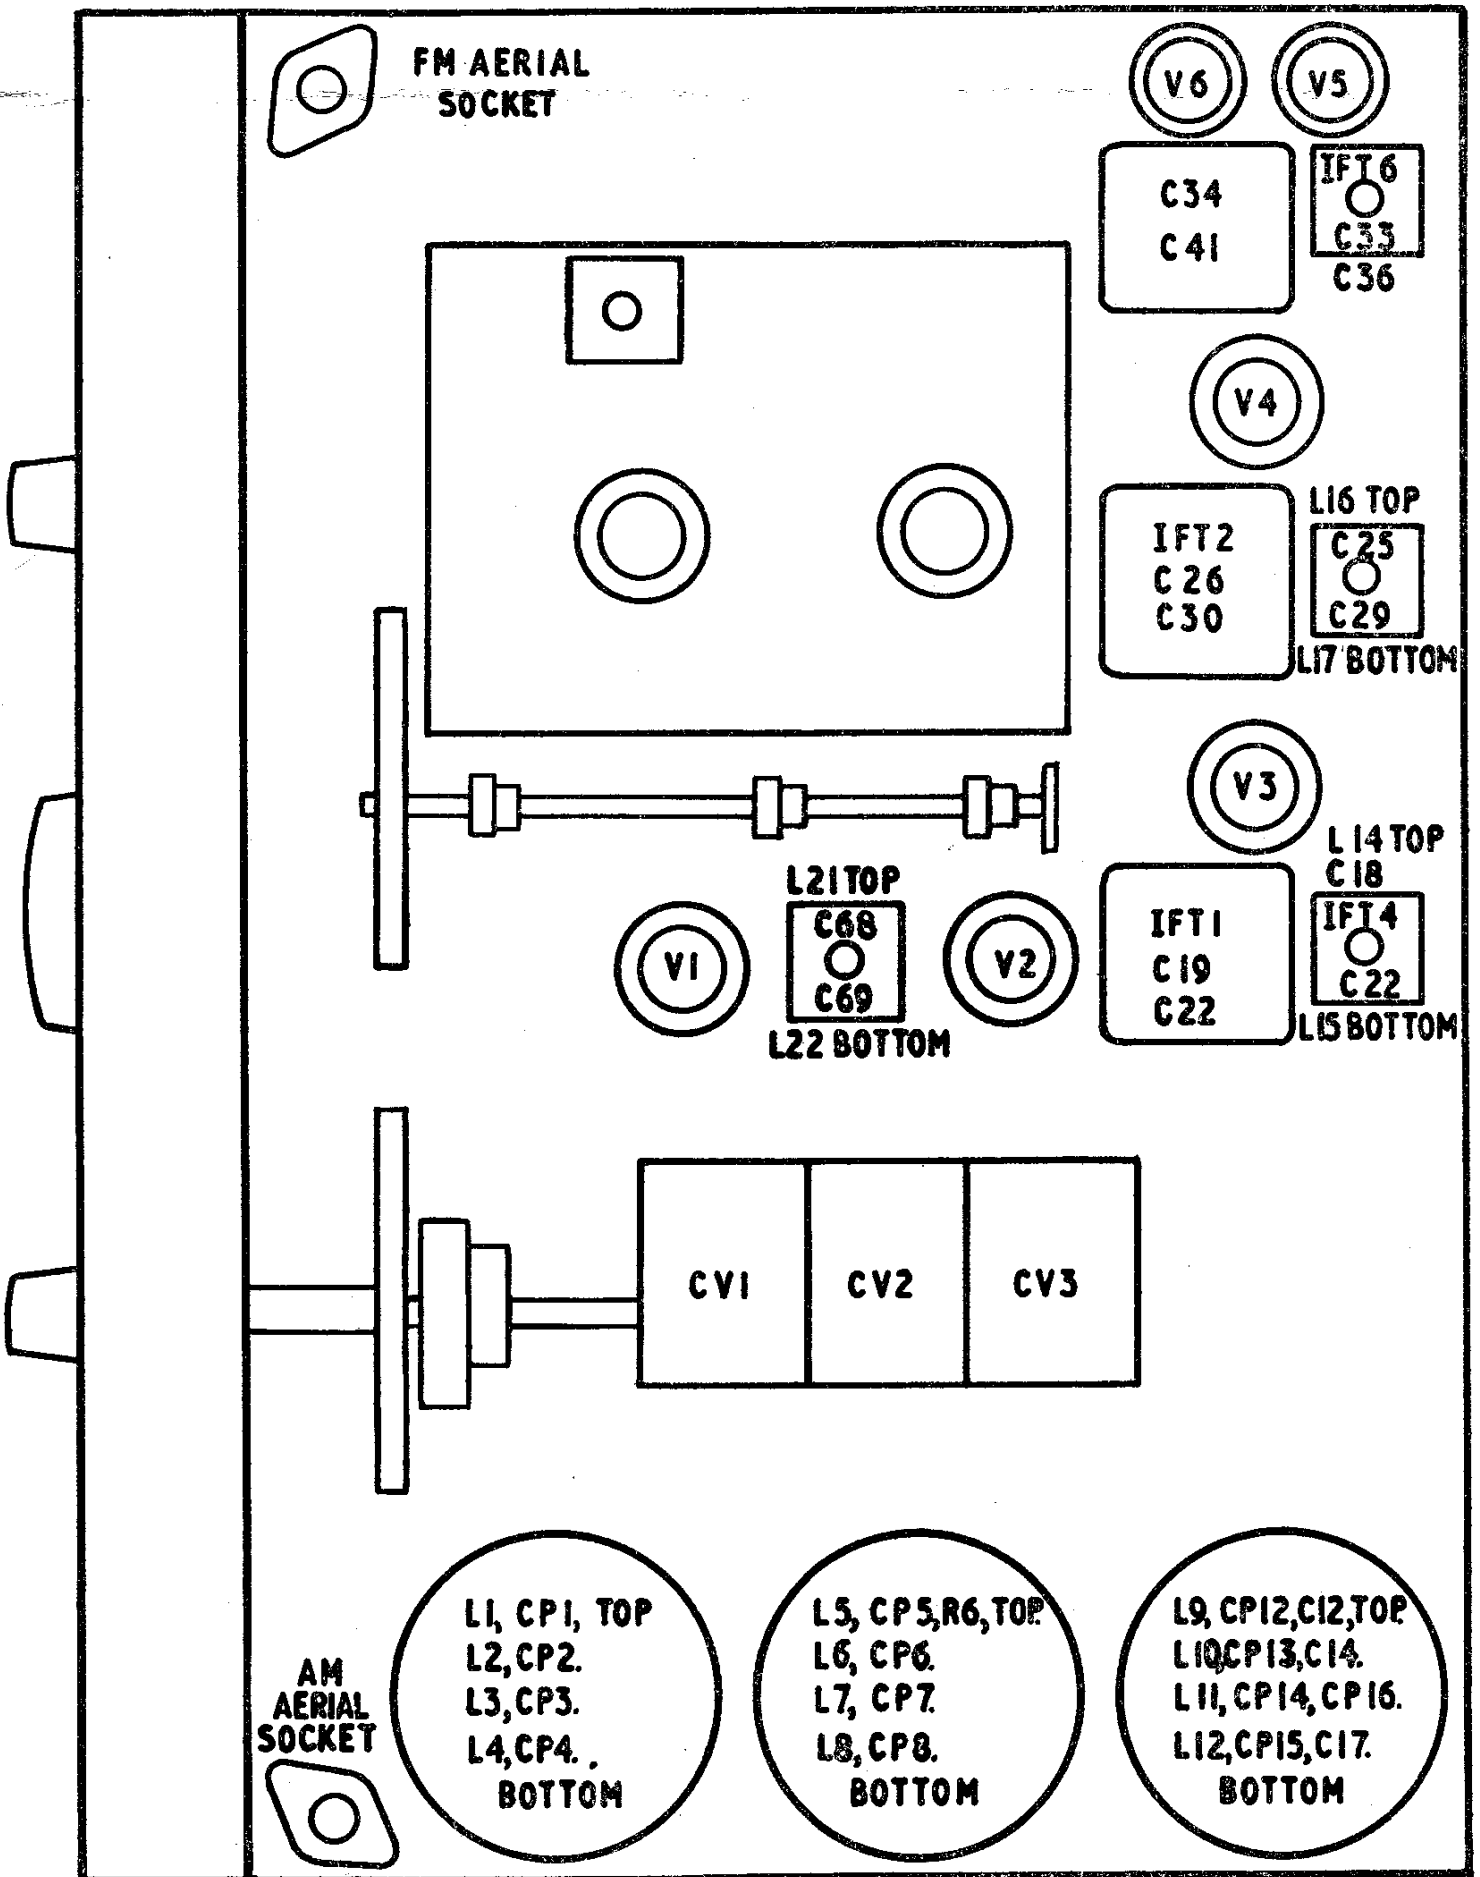 FM AERIAL
SOCKET
V6
V5
C34
C41
IFT6
C33
C36
V4
IFT2
C26
C30
L16 TOP
C25
C29
L17 BOTTOM
V3
L14 TOP
C18
IFT4
C22
L15 BOTTOM
IFT1
C19
C22
L21 TOP
C68
C69
L22 BOTTOM
V1
V2
CV1
CV2
CV3
L1, CP1, TOP
L2, CP2.
L3, CP3.
L4, CP4.
BOTTOM
L5, CP5, R6, TOP.
L6, CP6.
L7, CP7.
L8, CP8.
BOTTOM
L9, CP12, C12, TOP.
L10, CP13, C14.
L11, CP14, CP16.
L12, CP15, C17.
BOTTOM
AM
AERIAL
SOCKET